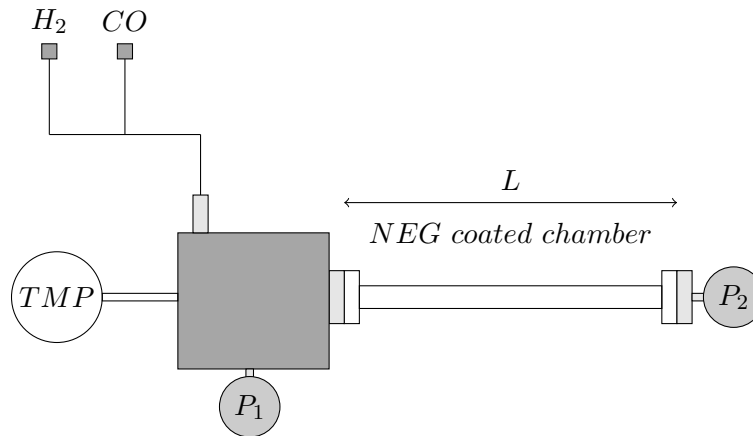 H₂ CO
L
NEG coated chamber
TMP
P₂
P₁